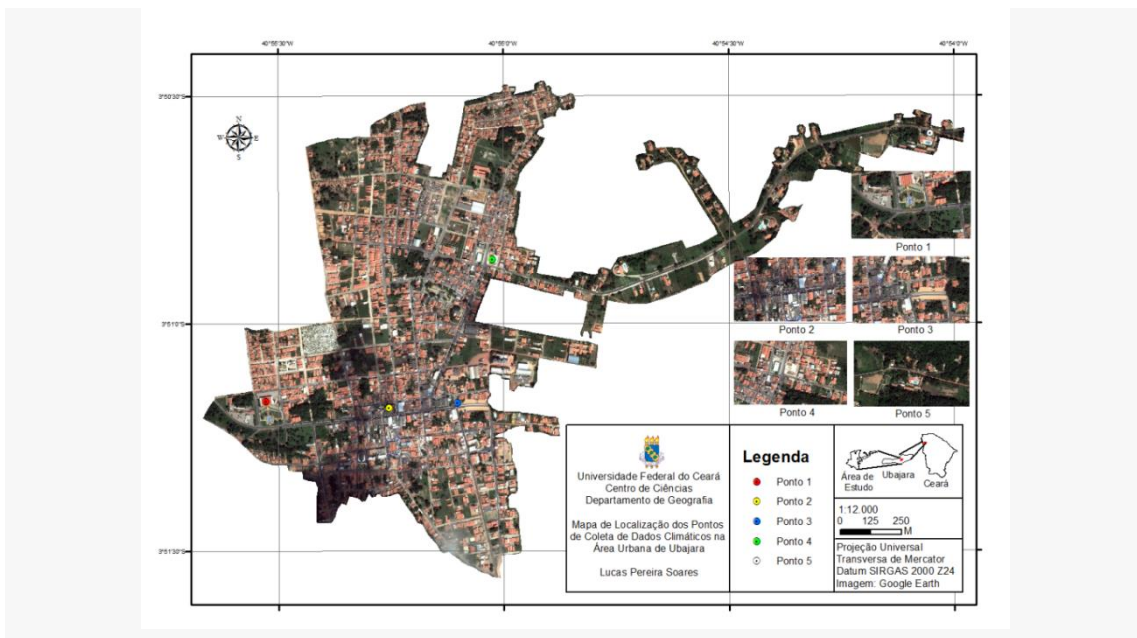 40°55'30"W 40°55'0"W 40°54'30"W 40°54'0"W
3°50'30"S
N
W E
S
Ponto 1
3°51'0"S
Ponto 2 Ponto 3
Ponto 4 Ponto 5
3°51'30"S
Universidade Federal do Ceará
Centro de Ciências
Departamento de Geografia
Mapa de Localização dos Pontos
de Coleta de Dados Climáticos na
Área Urbana de Ubajara
Lucas Pereira Soares
Legenda
Ponto 1
Ponto 2
Ponto 3
Ponto 4
Ponto 5
Área de
Estudo
Ubajara
Ceará
1:12.000
0 125 250
M
Projeção Universal
Transversa de Mercator
Datum SIRGAS 2000 Z24
Imagem: Google Earth